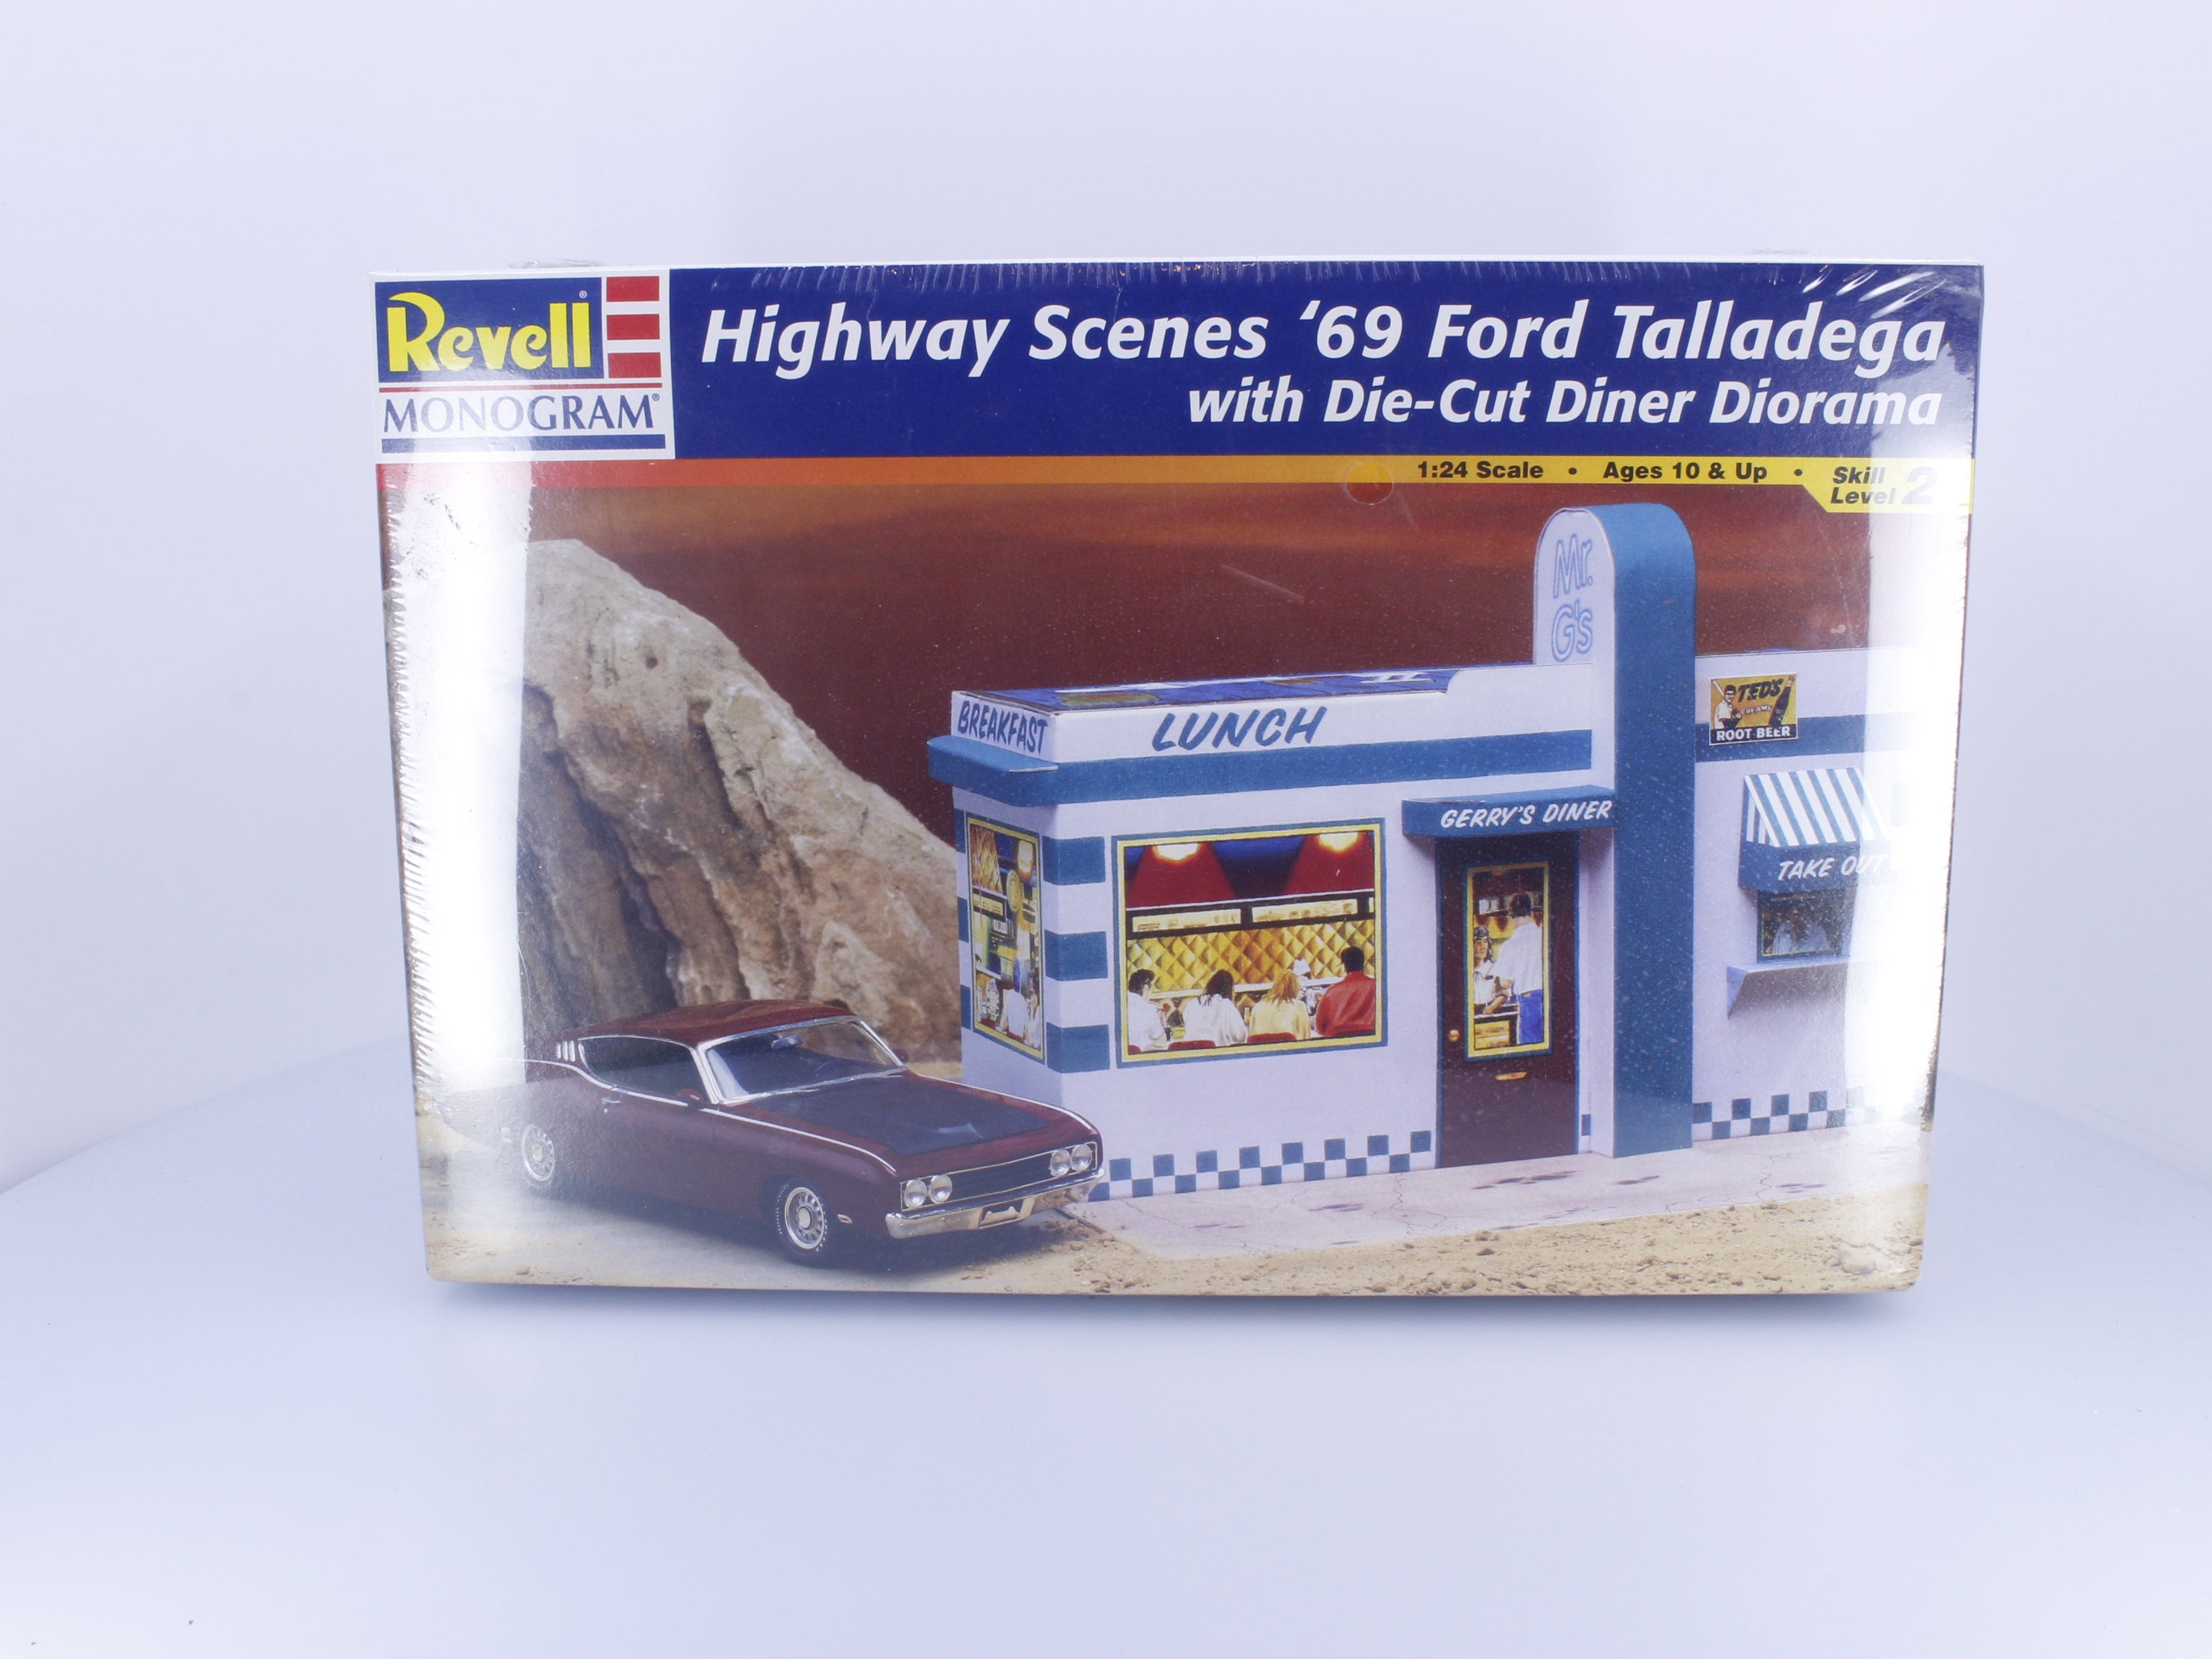 Revell®
MONOGRAM®
Highway Scenes ‘69 Ford Talladega
with Die-Cut Diner Diorama
1:24 Scale • Ages 10 & Up • Skill Level 2
Mr.
G's
BREAKFAST
LUNCH
TED'S
CREAMY
ROOT BEER
GERRY'S DINER
TAKE OUT